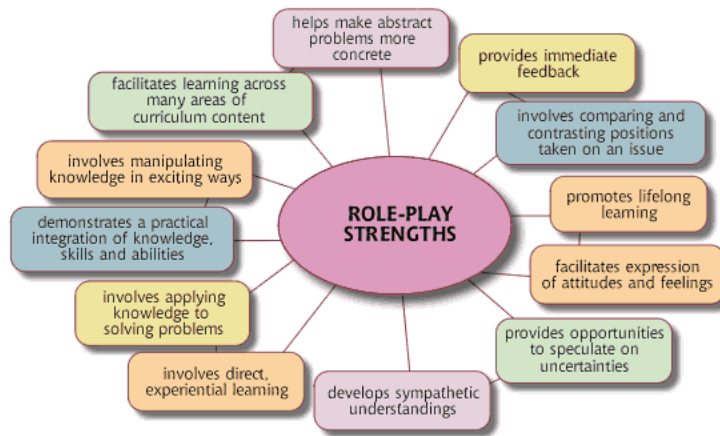 helps make abstract
problems more
concrete
provides immediate
feedback
facilitates learning across
many areas of
curriculum content
involves comparing and
contrasting positions
taken on an issue
involves manipulating
knowledge in exciting ways
ROLE-PLAY
STRENGTHS
promotes lifelong
learning
demonstrates a practical
integration of knowledge,
skills and abilities
facilitates expression
of attitudes and feelings
involves applying
knowledge to
solving problems
provides opportunities
to speculate on
uncertainties
involves direct,
experiential learning
develops sympathetic
understandings